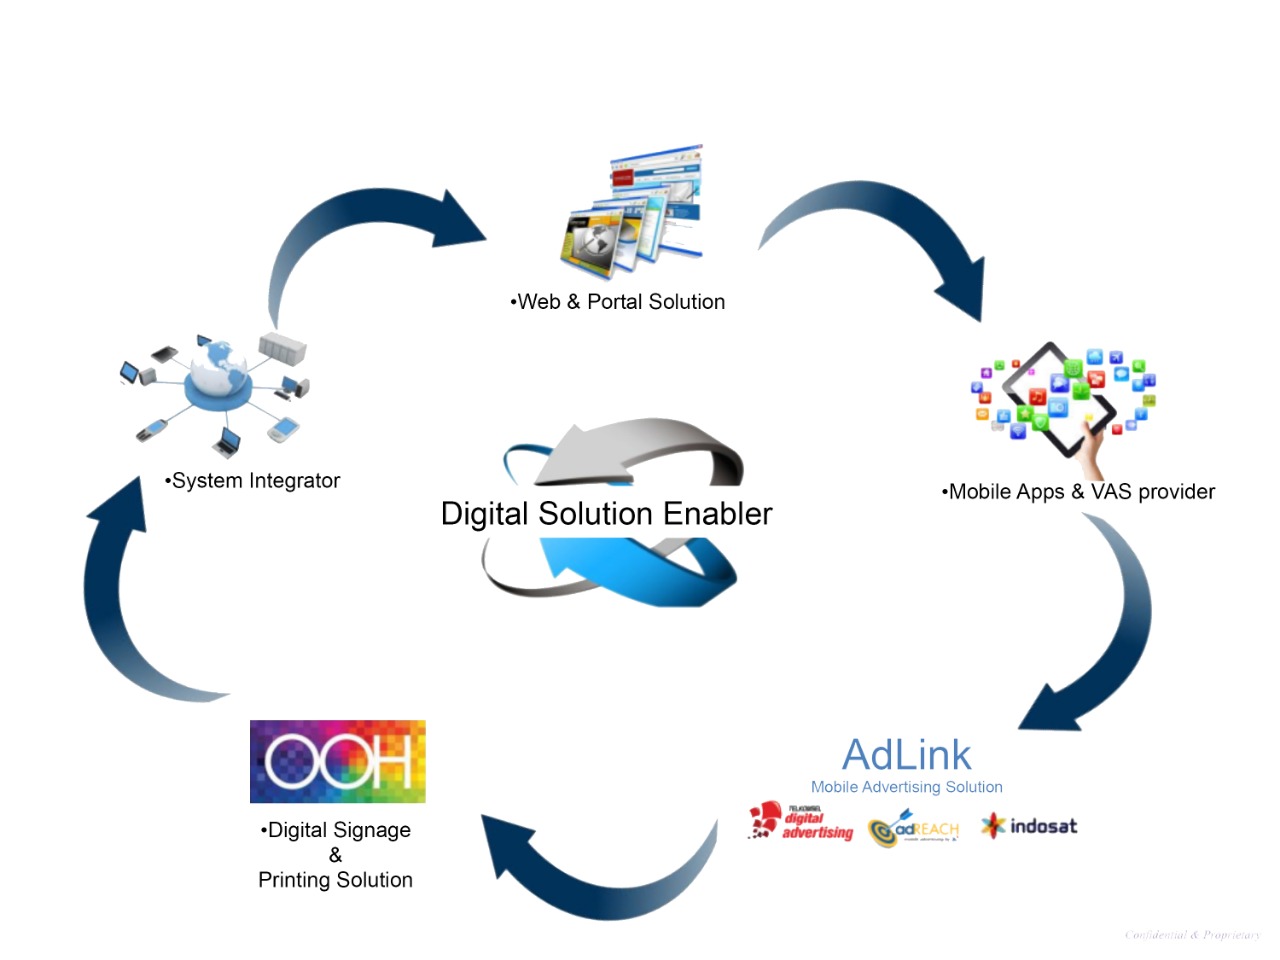 •Web & Portal Solution
•System Integrator
•Mobile Apps & VAS provider
Digital Solution Enabler
OOH
•Digital Signage
&
Printing Solution
AdLink
Mobile Advertising Solution
TELKOMSEL
digital
advertising
adREACH
indosat
Confidential & Proprietary